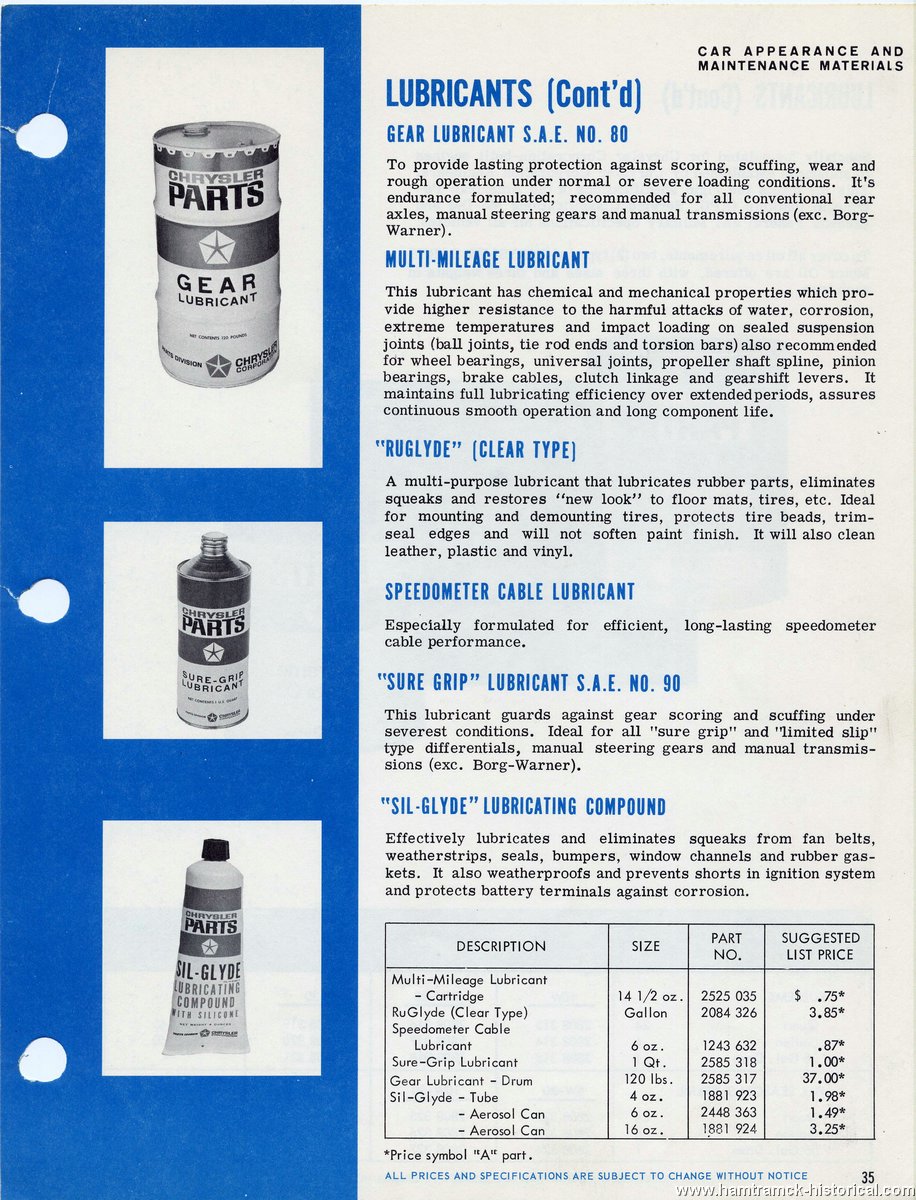 CAR APPEARANCE AND
MAINTENANCE MATERIALS
LUBRICANTS (Cont'd)
GEAR LUBRICANT S.A.E. NO. 80
To provide lasting protection against scoring, scuffing, wear and
rough operation under normal or severe loading conditions. It's
endurance formulated; recommended for all conventional rear
axles, manual steering gears and manual transmissions (exc. Borg-
Warner).
MULTI-MILEAGE LUBRICANT
This lubricant has chemical and mechanical properties which pro-
vide higher resistance to the harmful attacks of water, corrosion,
extreme temperatures and impact loading on sealed suspension
joints (ball joints, tie rod ends and torsion bars) also recommended
for wheel bearings, universal joints, propeller shaft spline, pinion
bearings, brake cables, clutch linkage and gearshift levers. It
maintains full lubricating efficiency over extended periods, assures
continuous smooth operation and long component life.
"RUGLYDE" (CLEAR TYPE)
A multi-purpose lubricant that lubricates rubber parts, eliminates
squeaks and restores "new look" to floor mats, tires, etc. Ideal
for mounting and demounting tires, protects tire beads, trim-
seal edges and will not soften paint finish. It will also clean
leather, plastic and vinyl.
SPEEDOMETER CABLE LUBRICANT
Especially formulated for efficient, long-lasting speedometer
cable performance.
"SURE GRIP" LUBRICANT S.A.E. NO. 90
This lubricant guards against gear scoring and scuffing under
severest conditions. Ideal for all "sure grip" and "limited slip"
type differentials, manual steering gears and manual transmis-
sions (exc. Borg-Warner).
"SIL-GLYDE" LUBRICATING COMPOUND
Effectively lubricates and eliminates squeaks from fan belts,
weatherstrips, seals, bumpers, window channels and rubber gas-
kets. It also weatherproofs and prevents shorts in ignition system
and protects battery terminals against corrosion.
DESCRIPTION SIZE PART NO. SUGGESTED LIST PRICE
Multi-Mileage Lubricant
- Cartridge 14 1/2 oz. 2525 035 $ .75*
RuGlyde (Clear Type) Gallon 2084 326 3.85*
Speedometer Cable
Lubricant 6 oz. 1243 632 .87*
Sure-Grip Lubricant 1 Qt. 2585 318 1.00*
Gear Lubricant - Drum 120 lbs. 2585 317 37.00*
Sil-Glyde - Tube 4 oz. 1881 923 1.98*
- Aerosol Can 6 oz. 2448 363 1.49*
- Aerosol Can 16 oz. 1881 924 3.25*
*Price symbol "A" part.
ALL PRICES AND SPECIFICATIONS ARE SUBJECT TO CHANGE WITHOUT NOTICE 35
www.hamtramck-historical.com
CHRYSLER
PARTS
GEAR
LUBRICANT
NET CONTENTS 120 POUNDS
PARTS DIVISION
CHRYSLER
CORPORATION
CHRYSLER
PARTS
SURE-GRIP
LUBRICANT
NET CONTENTS 1 U.S. QUART
PARTS DIVISION CHRYSLER
CHRYSLER
PARTS
SIL-GLYDE
LUBRICATING
COMPOUND
WITH SILICONE
NET WEIGHT 4 OUNCES
PARTS DIVISION CHRYSLER